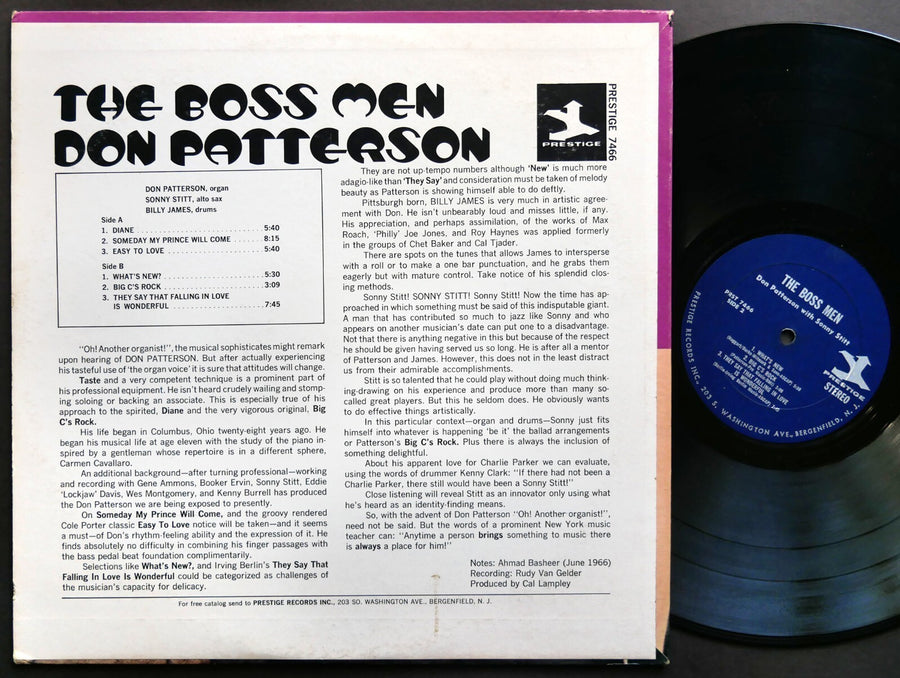 THE BOSS MEN
DON PATTERSON
PRESTIGE
PRESTIGE 7466
DON PATTERSON, organ
SONNY STITT, alto sax
BILLY JAMES, drums
Side A
1. DIANE . . . . . . . . . . . . . . . . . . . . . . . . . . 5:40
2. SOMEDAY MY PRINCE WILL COME . . . . . . 8:15
3. EASY TO LOVE . . . . . . . . . . . . . . . . . . . . 5:40
Side B
1. WHAT'S NEW? . . . . . . . . . . . . . . . . . . . . 5:30
2. BIG C'S ROCK . . . . . . . . . . . . . . . . . . . . 3:09
3. THEY SAY THAT FALLING IN LOVE
IS WONDERFUL . . . . . . . . . . . . . . . . . . . 7:45
"Oh! Another organist!", the musical sophisticates might remark
upon hearing of DON PATTERSON. But after actually experiencing
his tasteful use of 'the organ voice' it is sure that attitudes will change.
Taste and a very competent technique is a prominent part of
his professional equipment. He isn't heard crudely wailing and stomp-
ing soloing or backing an associate. This is especially true of his
approach to the spirited, Diane and the very vigorous original, Big
C's Rock.
His life began in Columbus, Ohio twenty-eight years ago. He
began his musical life at age eleven with the study of the piano in-
spired by a gentleman whose repertoire is in a different sphere,
Carmen Cavallaro.
An additional background—after turning professional—working
and recording with Gene Ammons, Booker Ervin, Sonny Stitt, Eddie
'Lockjaw' Davis, Wes Montgomery, and Kenny Burrell has produced
the Don Patterson we are being exposed to presently.
On Someday My Prince Will Come, and the groovy rendered
Cole Porter classic Easy To Love notice will be taken—and it seems
a must—of Don's rhythm-feeling ability and the expression of it. He
finds absolutely no difficulty in combining his finger passages with
the bass pedal beat foundation complimentarily.
Selections like What's New?, and Irving Berlin's They Say That
Falling In Love Is Wonderful could be categorized as challenges of
the musician's capacity for delicacy.
They are not up-tempo numbers although 'New' is much more
adagio-like than 'They Say' and consideration must be taken of melody
beauty as Patterson is showing himself able to do deftly.
Pittsburgh born, BILLY JAMES is very much in artistic agree-
ment with Don. He isn't unbearably loud and misses little, if any.
His appreciation, and perhaps assimilation, of the works of Max
Roach, 'Philly' Joe Jones, and Roy Haynes was applied formerly
in the groups of Chet Baker and Cal Tjader.
There are spots on the tunes that allows James to intersperse
with a roll or to make a one bar punctuation, and he grabs them
eagerly but with mature control. Take notice of his splendid clos-
ing methods.
Sonny Stitt! SONNY STITT! Sonny Stitt! Now the time has ap-
proached in which something must be said of this indisputable giant.
A man that has contributed so much to jazz like Sonny and who
appears on another musician's date can put one to a disadvantage.
Not that there is anything negative in this but because of the respect
he should be given having served us so long. He is after all a mentor
of Patterson and James. However, this does not in the least distract
us from their admirable accomplishments.
Stitt is so talented that he could play without doing much think-
ing—drawing on his experience and produce more than many so-
called great players. But this he seldom does. He obviously wants
to do effective things artistically.
In this particular context—organ and drums—Sonny just fits
himself into whatever is happening 'be it' the ballad arrangements
or Patterson's Big C's Rock. Plus there is always the inclusion of
something delightful.
About his apparent love for Charlie Parker we can evaluate,
using the words of drummer Kenny Clark: "If there had not been a
Charlie Parker, there still would have been a Sonny Stitt!"
Close listening will reveal Stitt as an innovator only using what
he's heard as an identity-finding means.
So, with the advent of Don Patterson "Oh! Another organist!",
need not be said. But the words of a prominent New York music
teacher can: "Anytime a person brings something to music there
is always a place for him!"
Notes: Ahmad Basheer (June 1966)
Recording: Rudy Van Gelder
Produced by Cal Lampley
For free catalog send to PRESTIGE RECORDS INC., 203 SO. WASHINGTON AVE., BERGENFIELD, N. J.
THE BOSS MEN
Don Patterson with Sonny Stitt
PRST 7466
SIDE 2
1. WHAT'S NEW
2. BIG C'S ROCK
3. THEY SAY THAT FALLING IN LOVE
IS WONDERFUL
PRESTIGE
STEREO
PRESTIGE RECORDS INC., 203 S. WASHINGTON AVE., BERGENFIELD, N. J.